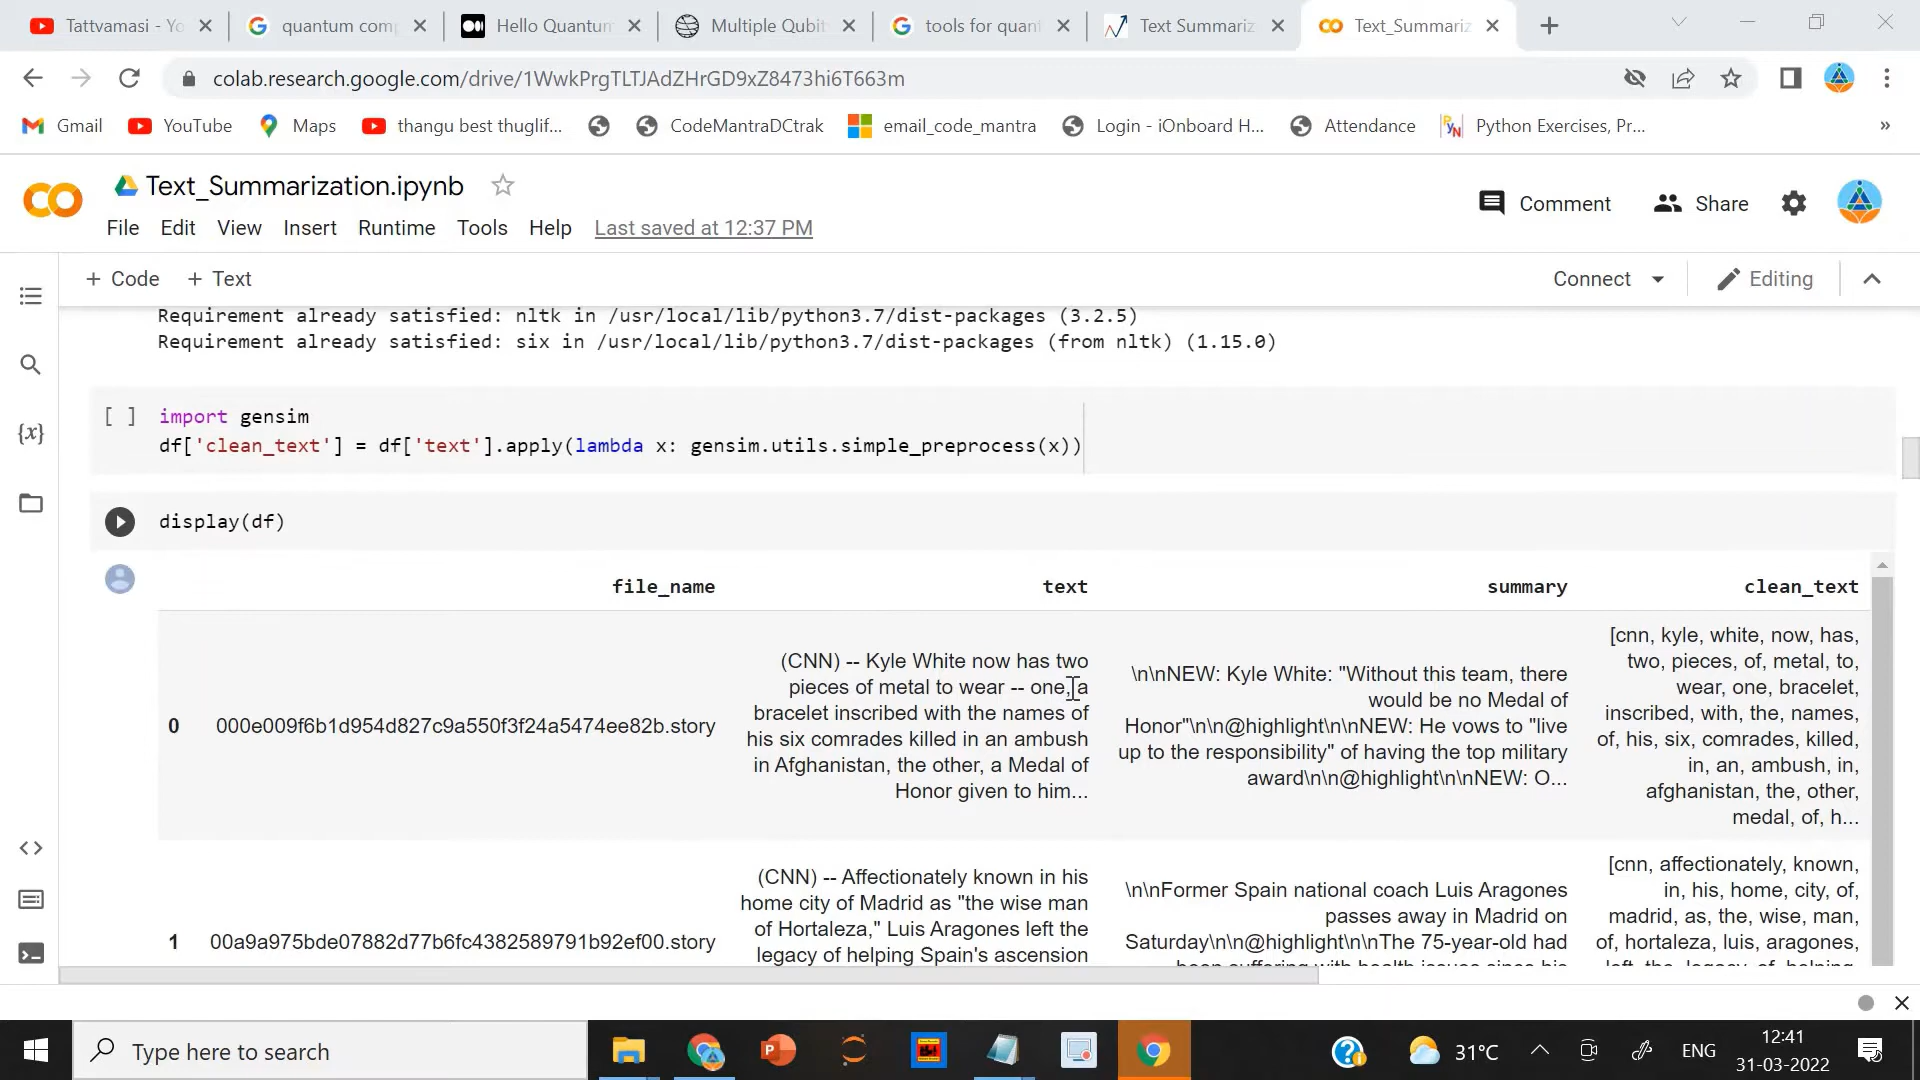 Tattvamasi - Yo
quantum comp
Hello Quantum
Multiple Qubit
tools for quant
Text Summariz
Text_Summariz
colab.research.google.com/drive/1WwkPrgTLTJAdZHrGD9xZ8473hi6T663m
Gmail
YouTube
Maps
thangu best thuglif...
CodeMantraDCtrak
email_code_mantra
Login - iOnboard H...
Attendance
Python Exercises, Pr...
»
CO
Text_Summarization.ipynb
Comment
Share
File Edit View Insert Runtime Tools Help Last saved at 12:37 PM
+ Code + Text
Connect
Editing
Requirement already satisfied: nltk in /usr/local/lib/python3.7/dist-packages (3.2.5)
Requirement already satisfied: six in /usr/local/lib/python3.7/dist-packages (from nltk) (1.15.0)
[ ] import gensim
df['clean_text'] = df['text'].apply(lambda x: gensim.utils.simple_preprocess(x))
display(df)
file_name text summary clean_text
0
000e009f6b1d954d827c9a550f3f24a5474ee82b.story
(CNN) -- Kyle White now has two
pieces of metal to wear -- one, a
bracelet inscribed with the names of
his six comrades killed in an ambush
in Afghanistan, the other, a Medal of
Honor given to him...
\n\nNEW: Kyle White: "Without this team, there
would be no Medal of
Honor"\n\n@highlight\n\nNEW: He vows to "live
up to the responsibility" of having the top military
award\n\n@highlight\n\nNEW: O...
[cnn, kyle, white, now, has,
two, pieces, of, metal, to,
wear, one, bracelet,
inscribed, with, the, names,
of, his, six, comrades, killed,
in, an, ambush, in,
afghanistan, the, other,
medal, of, h...
1
00a9a975bde07882d77b6fc4382589791b92ef00.story
(CNN) -- Affectionately known in his
home city of Madrid as "the wise man
of Hortaleza," Luis Aragones left the
legacy of helping Spain's ascension
\n\nFormer Spain national coach Luis Aragones
passes away in Madrid on
Saturday\n\n@highlight\n\nThe 75-year-old had
been suffering with health issues since his
[cnn, affectionately, known,
in, his, home, city, of,
madrid, as, the, wise, man,
of, hortaleza, luis, aragones,
left, the, legacy, of, helping,
{x}
Type here to search
31°C
ENG
12:41
31-03-2022